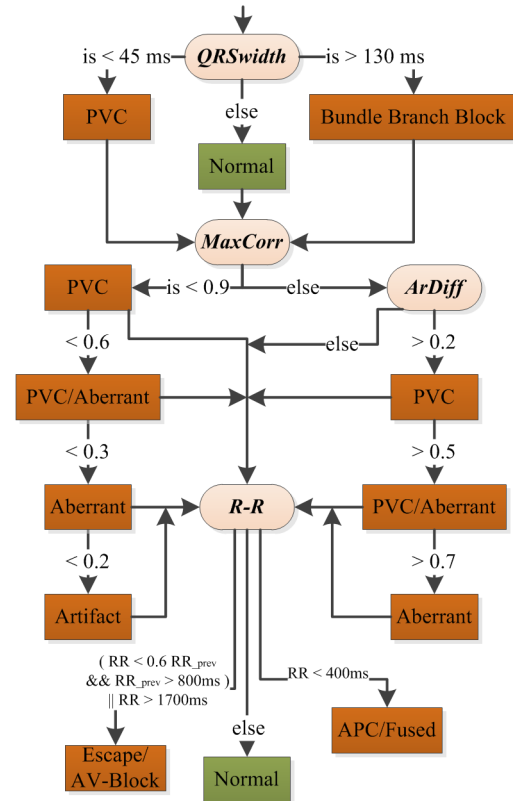 is < 45 ms
QRSwidth
is > 130 ms
PVC
else
Bundle Branch Block
Normal
MaxCorr
PVC
is < 0.9
else
ArDiff
< 0.6
else
> 0.2
PVC/Aberrant
PVC
< 0.3
> 0.5
Aberrant
R-R
PVC/Aberrant
< 0.2
> 0.7
Artifact
Aberrant
( RR < 0.6 RR_prev
&& RR_prev > 800ms )
|| RR > 1700ms
RR < 400ms
else
APC/Fused
Escape/
AV-Block
Normal